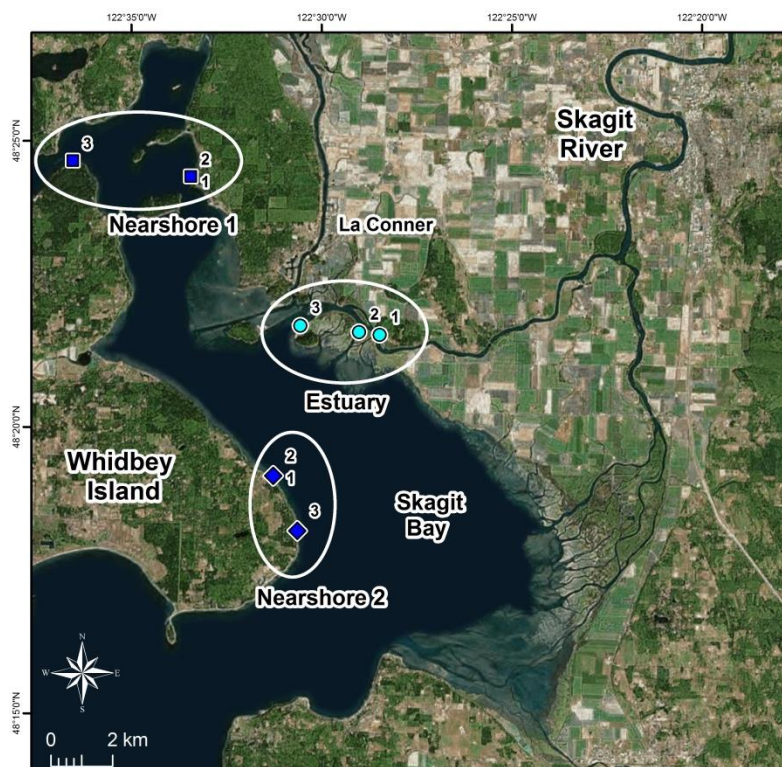 122°35'0"W 122°30'0"W 122°25'0"W 122°20'0"W
48°25'0"N
3
2
1
Nearshore 1
Skagit
River
La Conner
3
2
1
Estuary
48°20'0"N
Whidbey
Island
2
1
3
Nearshore 2
Skagit
Bay
N
W E
S
0 2 km
48°15'0"N